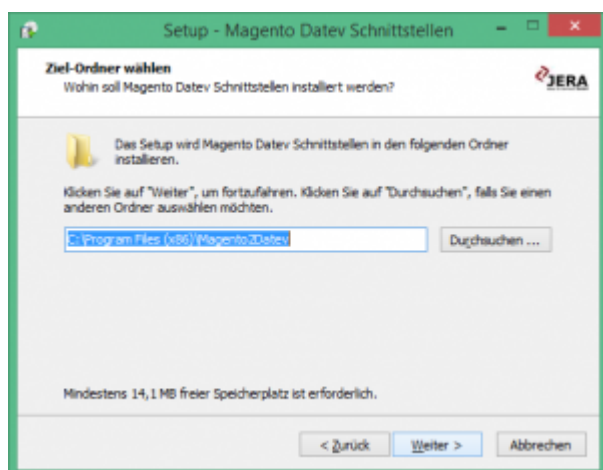 Setup - Magento Datev Schnittstellen
Ziel-Ordner wählen
Wohin soll Magento Datev Schnittstellen installiert werden?
JERA
Das Setup wird Magento Datev Schnittstellen in den folgenden Ordner
installieren.
Klicken Sie auf "Weiter", um fortzufahren. Klicken Sie auf "Durchsuchen", falls Sie einen
anderen Ordner auswählen möchten.
C:\Program Files (x86)\Magento2Datev
Durchsuchen ...
Mindestens 14,1 MB freier Speicherplatz ist erforderlich.
< Zurück
Weiter >
Abbrechen